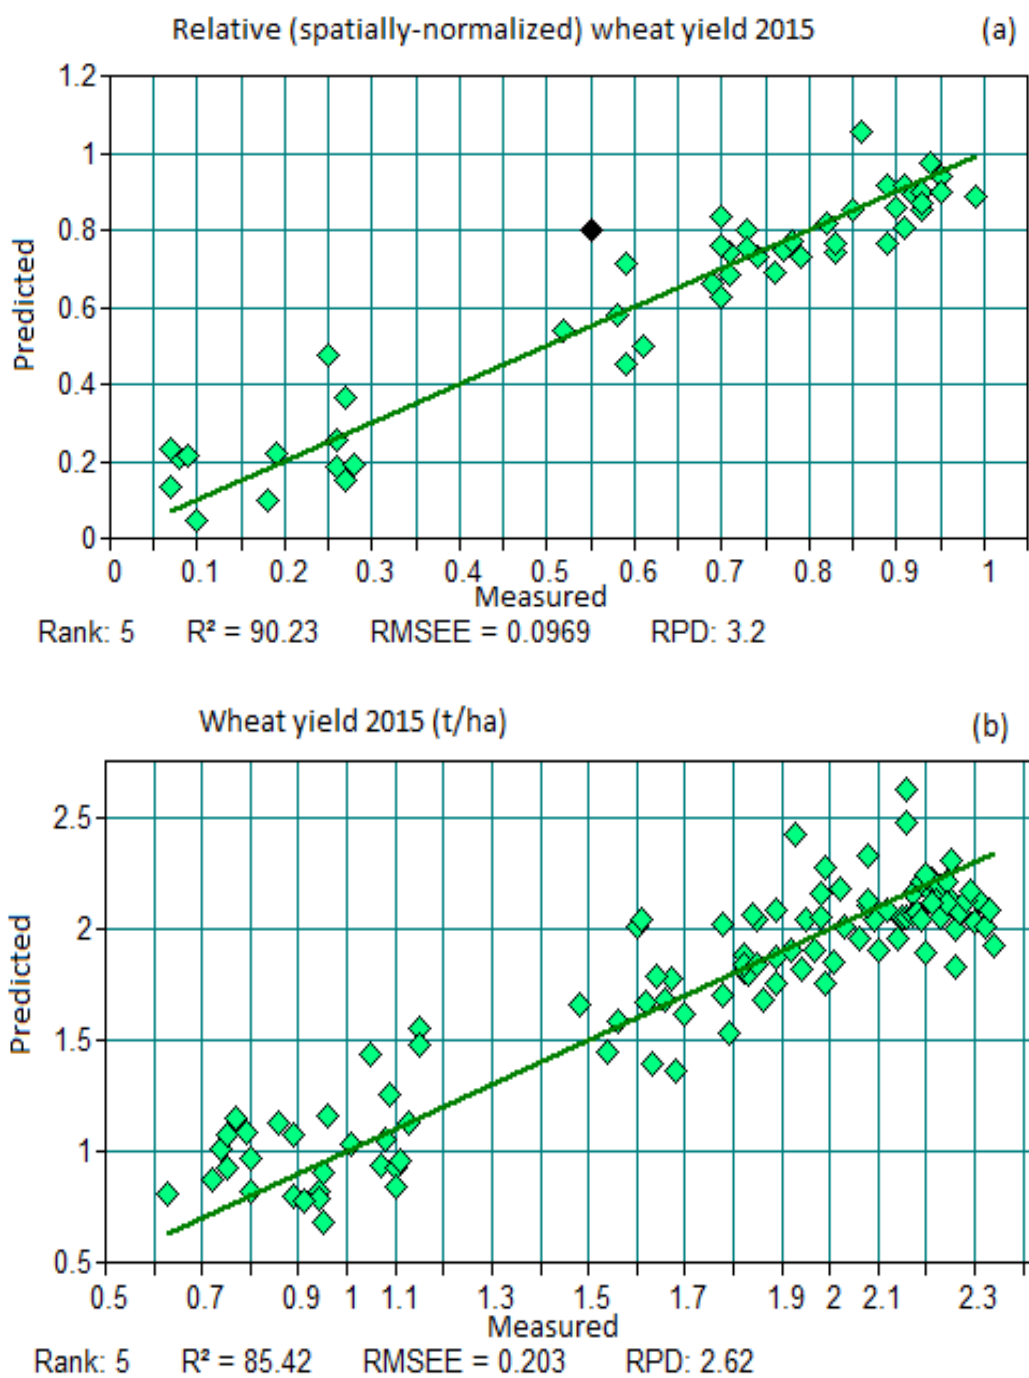 Relative (spatially-normalized) wheat yield 2015 (a)
1.2
1
0.8
0.6
0.4
0.2
0
Predicted
0 0.1 0.2 0.3 0.4 0.5 0.6 0.7 0.8 0.9 1
Measured
Rank: 5 R² = 90.23 RMSEE = 0.0969 RPD: 3.2
Wheat yield 2015 (t/ha) (b)
2.5
2
1.5
1
0.5
Predicted
0.5 0.7 0.9 1 1.1 1.3 1.5 1.7 1.9 2 2.1 2.3
Measured
Rank: 5 R² = 85.42 RMSEE = 0.203 RPD: 2.62